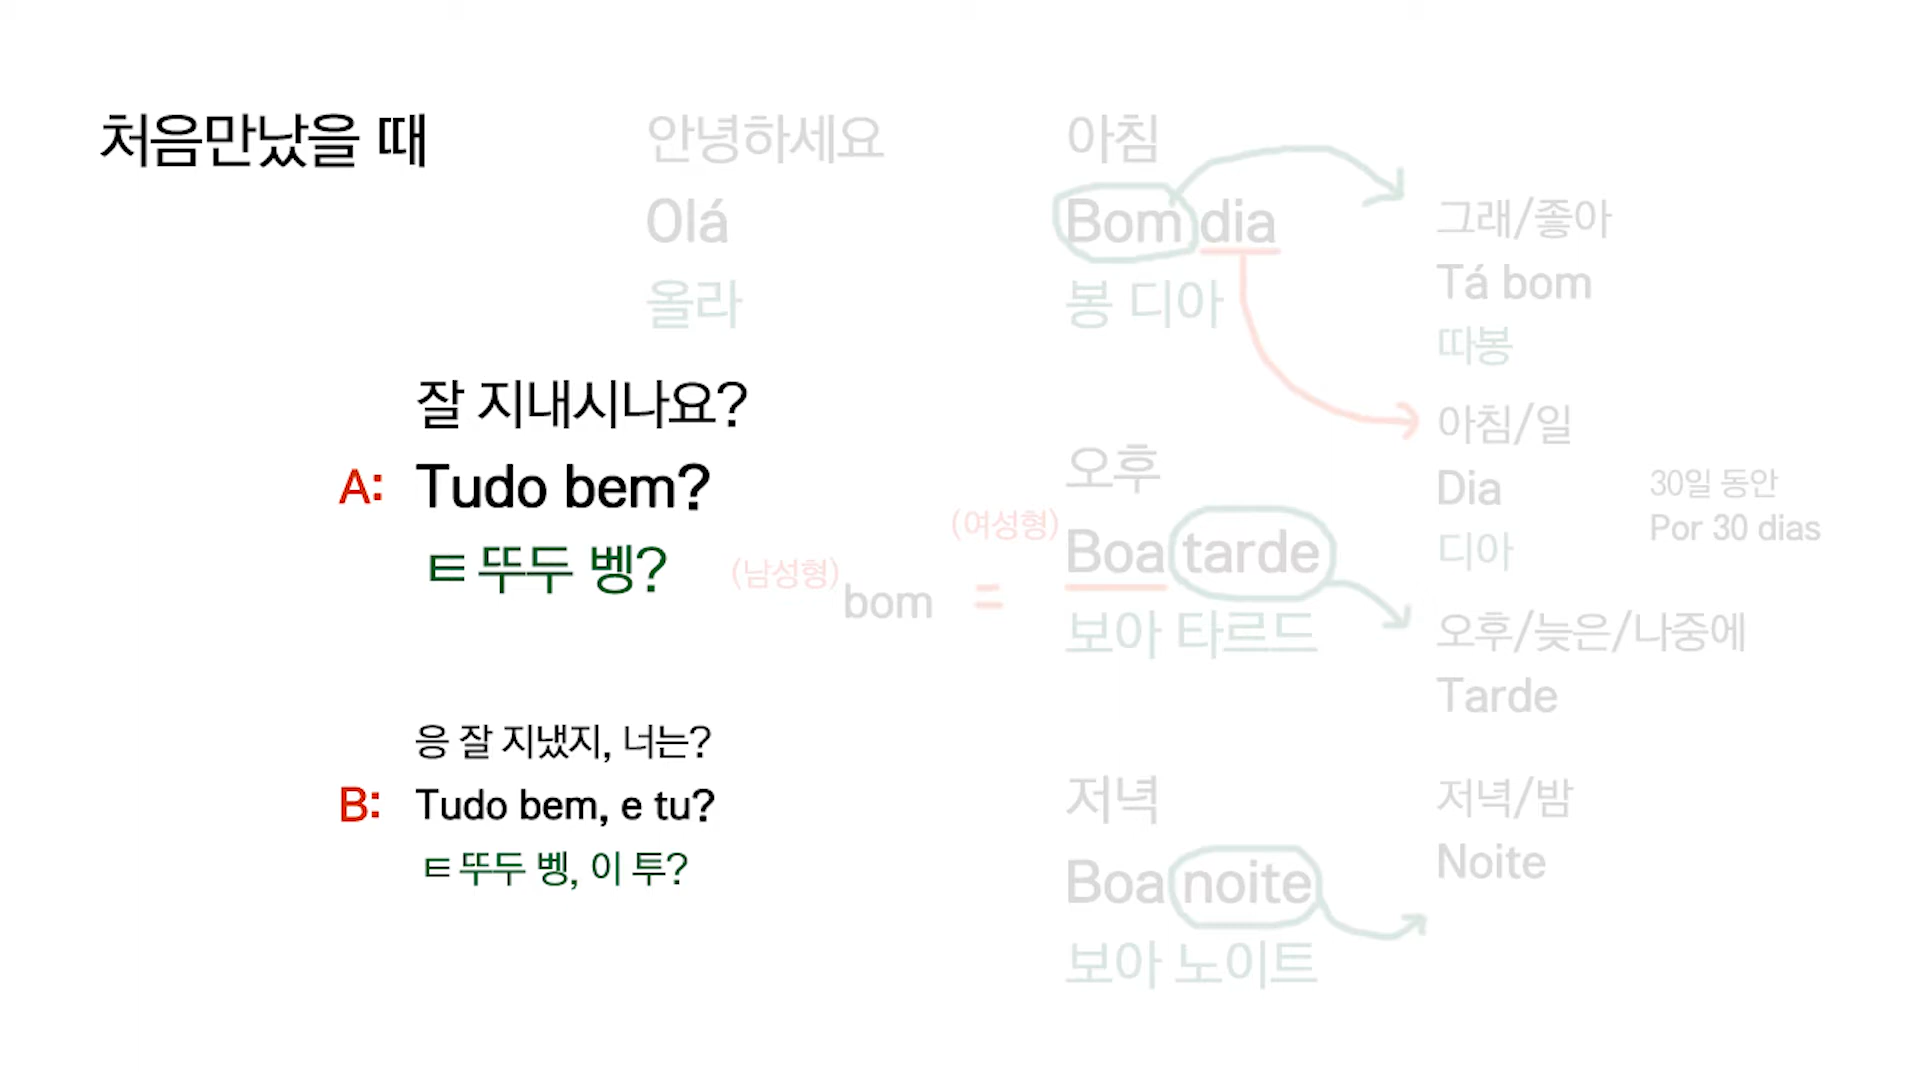 처음만났을 때
안녕하세요
Olá
올라
잘 지내시나요?
A: Tudo bem?
ㅌ뚜두 벵?
응 잘 지냈지, 너는?
B: Tudo bem, e tu?
ㅌ뚜두 벵, 이 투?
아침
Bom dia
봉 디아
그래/좋아
Tá bom
따봉
아침/일
Dia
디아
30일 동안
Por 30 dias
오후
(여성형)
Boa tarde
보아 타르드
(남성형)
bom =
오후/늦은/나중에
Tarde
저녁
Boa noite
보아 노이트
저녁/밤
Noite